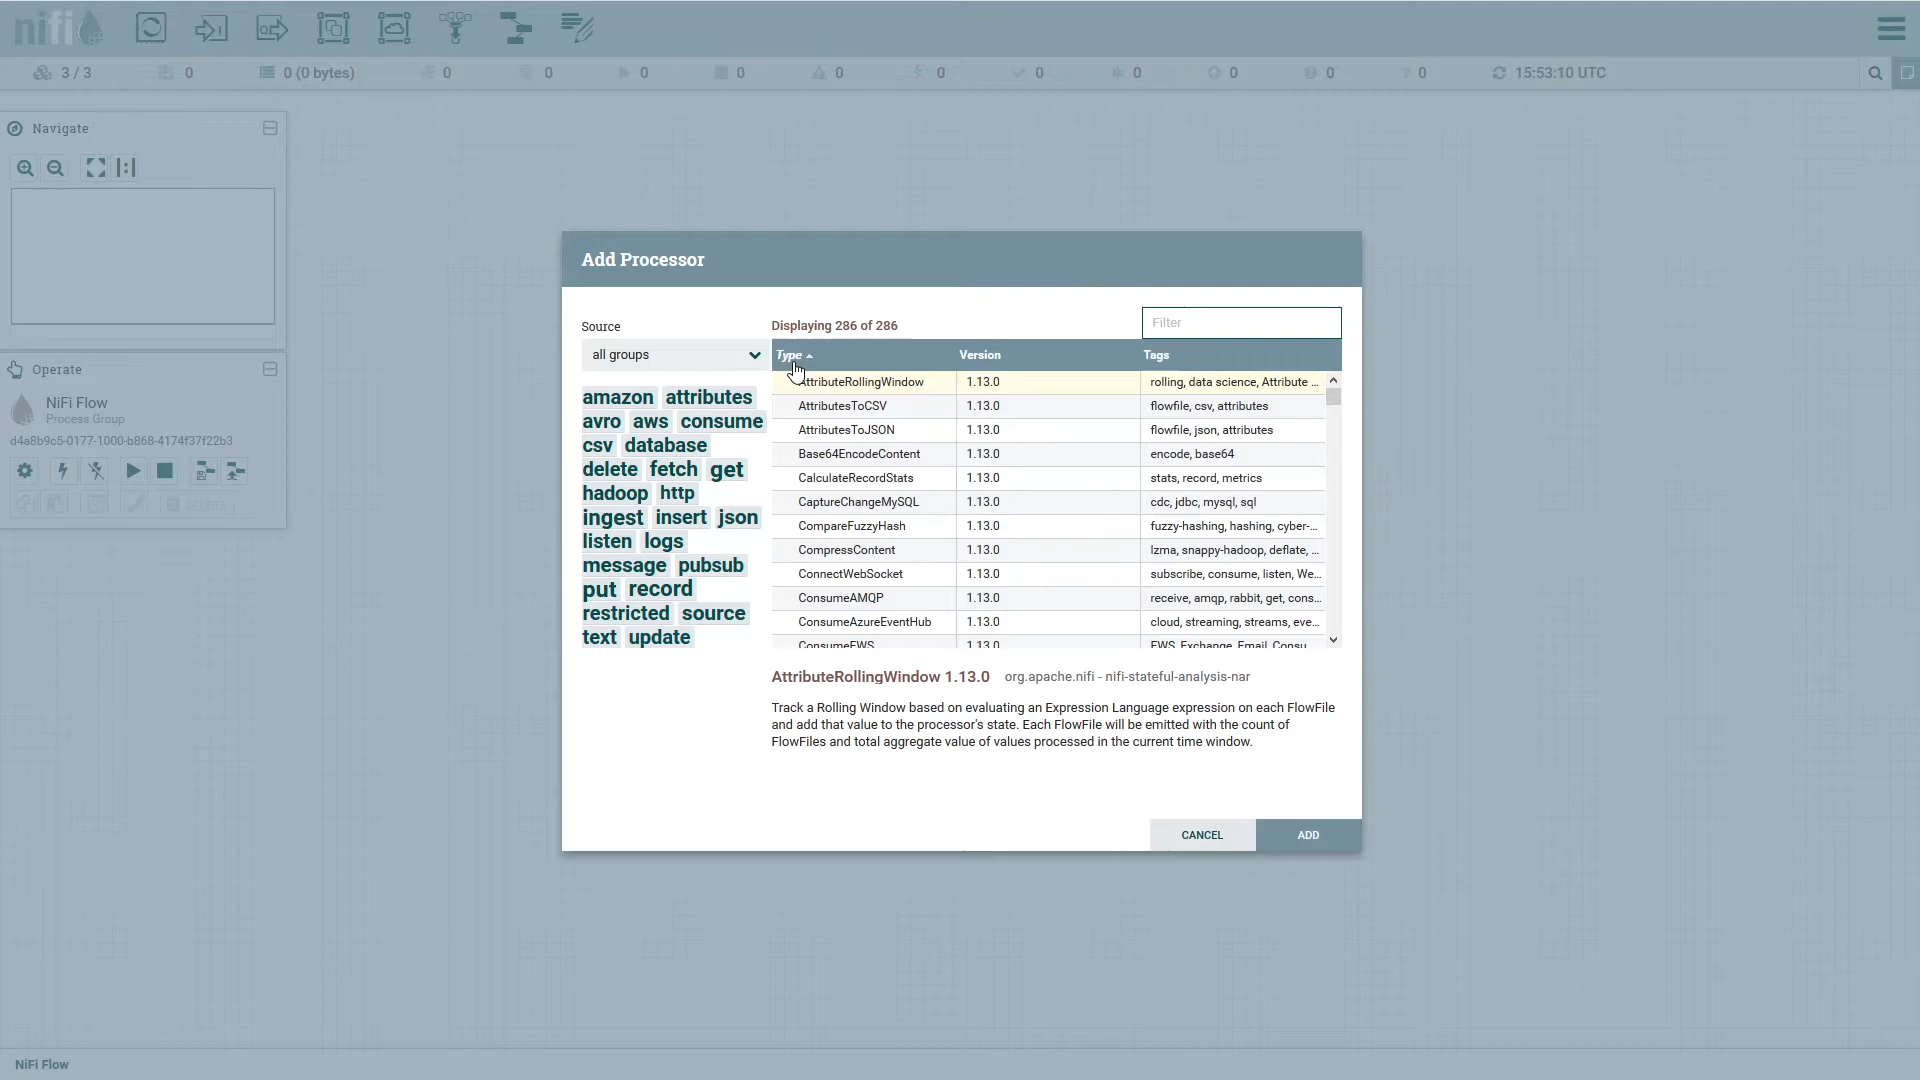 nifi
3 / 3
0
0 (0 bytes)
0
0
0
0
0
0
0
0
0
0
0
15:53:10 UTC
Navigate
Operate
NiFi Flow
Process Group
d4a8b9c5-0177-1000-b868-4174f37f22b3
DELETE
Add Processor
Source
Displaying 286 of 286
Filter
all groups
Type
Version
Tags
amazon attributes
avro aws consume
csv database
delete fetch get
hadoop http
ingest insert json
listen logs
message pubsub
put record
restricted source
text update
AttributeRollingWindow 1.13.0 rolling, data science, Attribute ...
AttributesToCSV 1.13.0 flowfile, csv, attributes
AttributesToJSON 1.13.0 flowfile, json, attributes
Base64EncodeContent 1.13.0 encode, base64
CalculateRecordStats 1.13.0 stats, record, metrics
CaptureChangeMySQL 1.13.0 cdc, jdbc, mysql, sql
CompareFuzzyHash 1.13.0 fuzzy-hashing, hashing, cyber-...
CompressContent 1.13.0 lzma, snappy-hadoop, deflate, ...
ConnectWebSocket 1.13.0 subscribe, consume, listen, We...
ConsumeAMQP 1.13.0 receive, amqp, rabbit, get, cons...
ConsumeAzureEventHub 1.13.0 cloud, streaming, streams, eve...
ConsumeEWS 1.13.0 EWS, Exchange, Email, Consu...
AttributeRollingWindow 1.13.0 org.apache.nifi - nifi-stateful-analysis-nar
Track a Rolling Window based on evaluating an Expression Language expression on each FlowFile
and add that value to the processor's state. Each FlowFile will be emitted with the count of
FlowFiles and total aggregate value of values processed in the current time window.
CANCEL
ADD
NiFi Flow